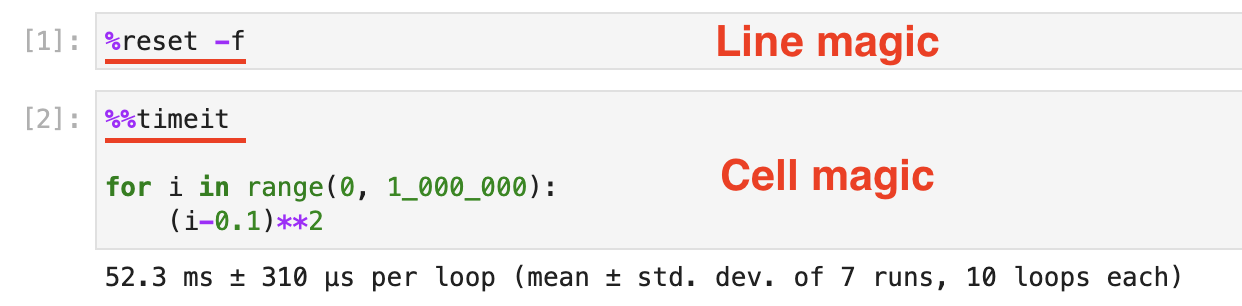 [1]: %reset -f Line magic
[2]: %%timeit
for i in range(0, 1_000_000): Cell magic
(i-0.1)**2
52.3 ms ± 310 µs per loop (mean ± std. dev. of 7 runs, 10 loops each)